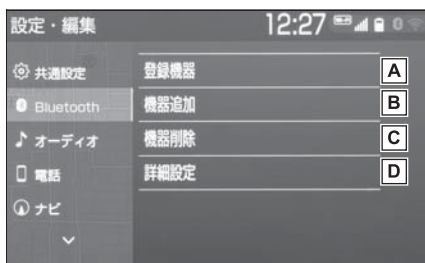 設定・編集 12:27
共通設定
Bluetooth
オーディオ
電話
ナビ
登録機器 A
機器追加 B
機器削除 C
詳細設定 D